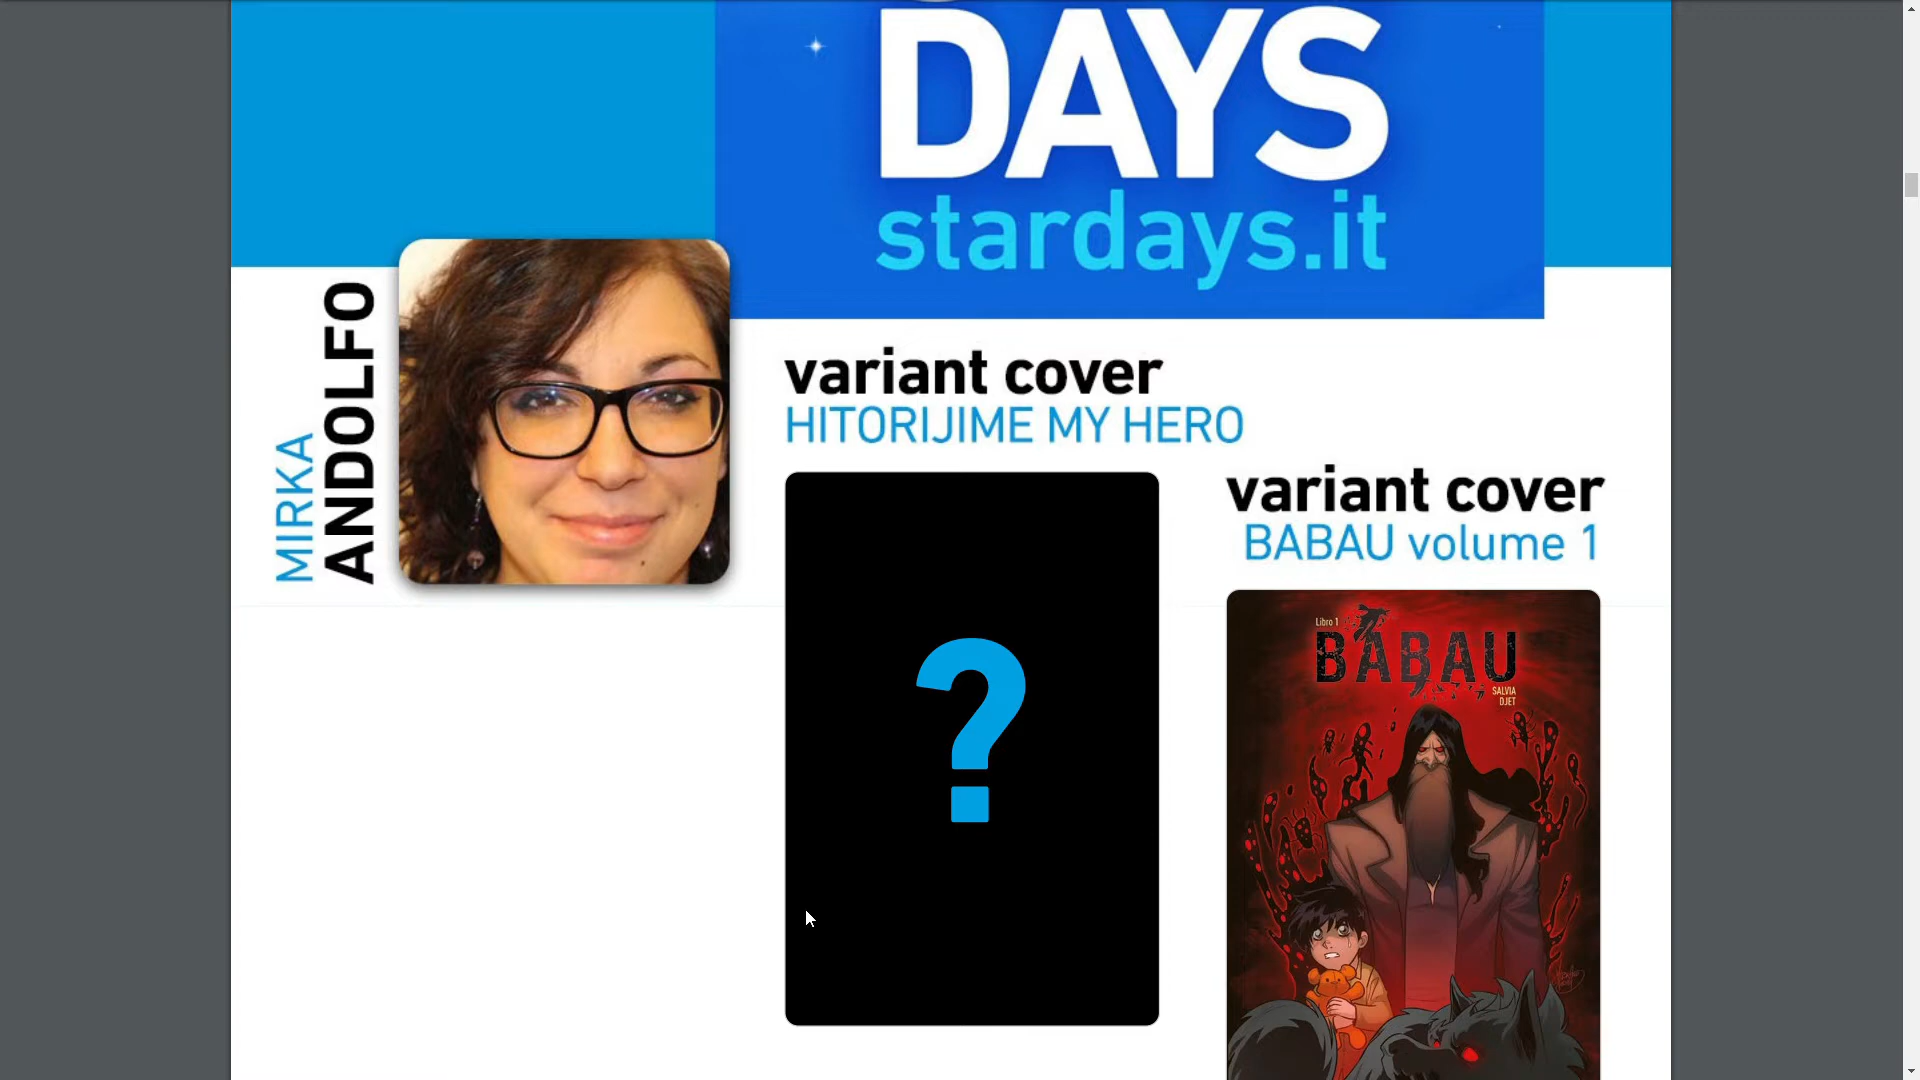 DAYS
stardays.it
MIRKA
ANDOLFO
variant cover
HITORIJIME MY HERO
?
variant cover
BABAU volume 1
Libro 1
BABAU
SALVIA
DJET